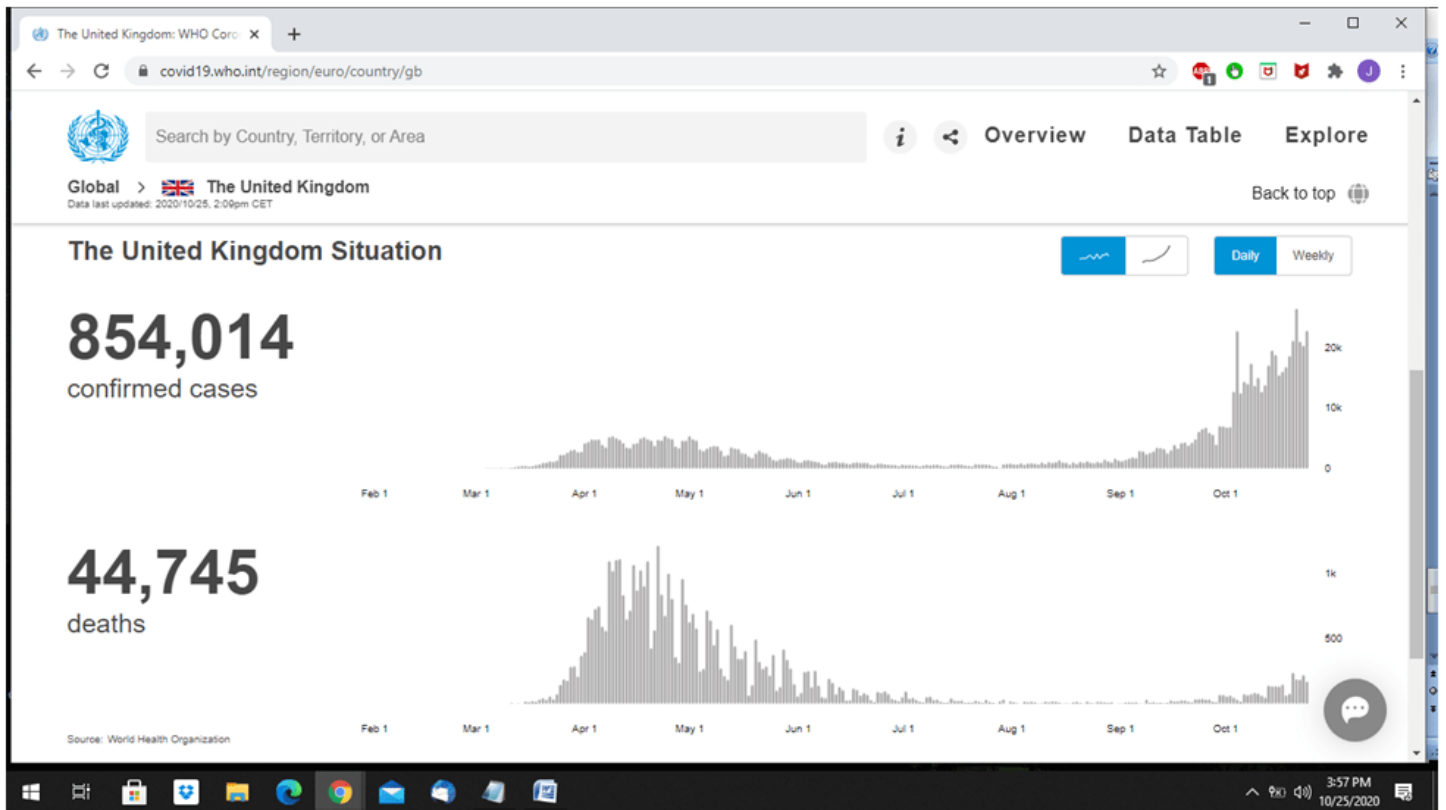 The United Kingdom: WHO Coro
covid19.who.int/region/euro/country/gb
ABP
1
J
Search by Country, Territory, or Area
i
Overview Data Table Explore
Global > The United Kingdom
Data last updated: 2020/10/25, 2:09pm CET
Back to top
The United Kingdom Situation
Daily Weekly
854,014
confirmed cases
20k
10k
0
Feb 1 Mar 1 Apr 1 May 1 Jun 1 Jul 1 Aug 1 Sep 1 Oct 1
44,745
deaths
1k
500
Feb 1 Mar 1 Apr 1 May 1 Jun 1 Jul 1 Aug 1 Sep 1 Oct 1
Source: World Health Organization
3:57 PM
10/25/2020